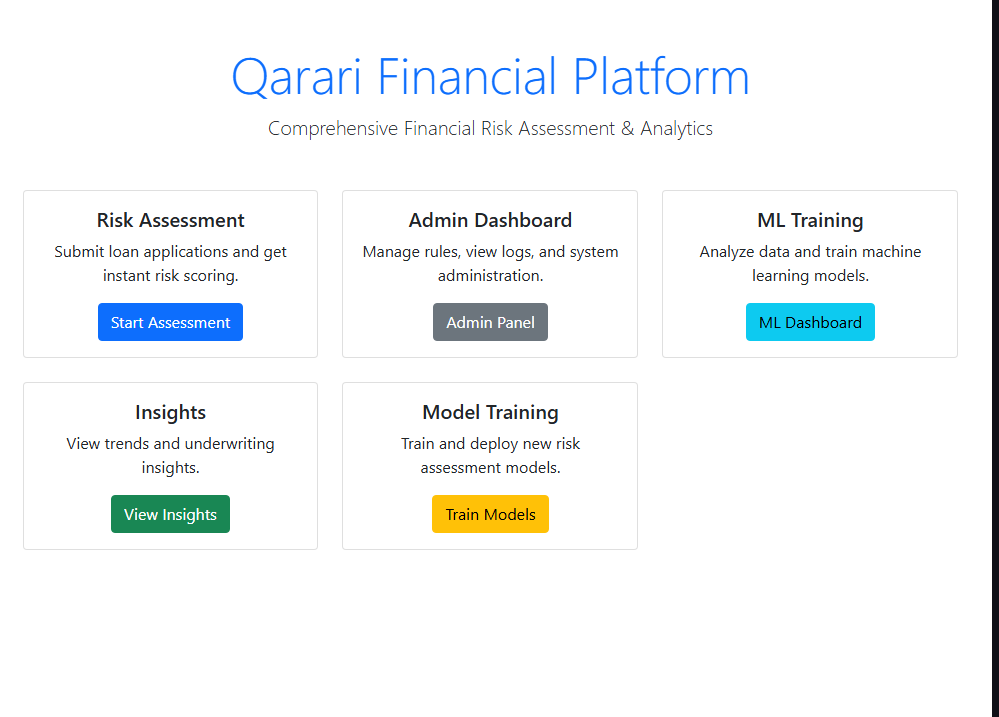 Qarari Financial Platform
Comprehensive Financial Risk Assessment & Analytics
Risk Assessment
Submit loan applications and get
instant risk scoring.
Start Assessment
Admin Dashboard
Manage rules, view logs, and system
administration.
Admin Panel
ML Training
Analyze data and train machine
learning models.
ML Dashboard
Insights
View trends and underwriting
insights.
View Insights
Model Training
Train and deploy new risk
assessment models.
Train Models